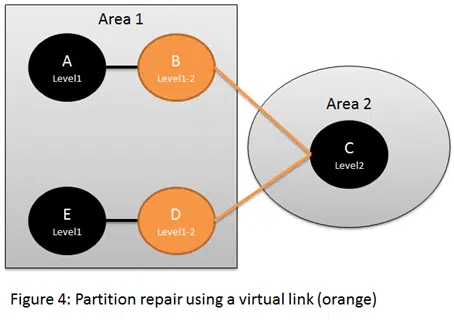 Area 1
A
Level1
B
Level1-2
Area 2
C
Level2
E
Level1
D
Level1-2
Figure 4: Partition repair using a virtual link (orange)